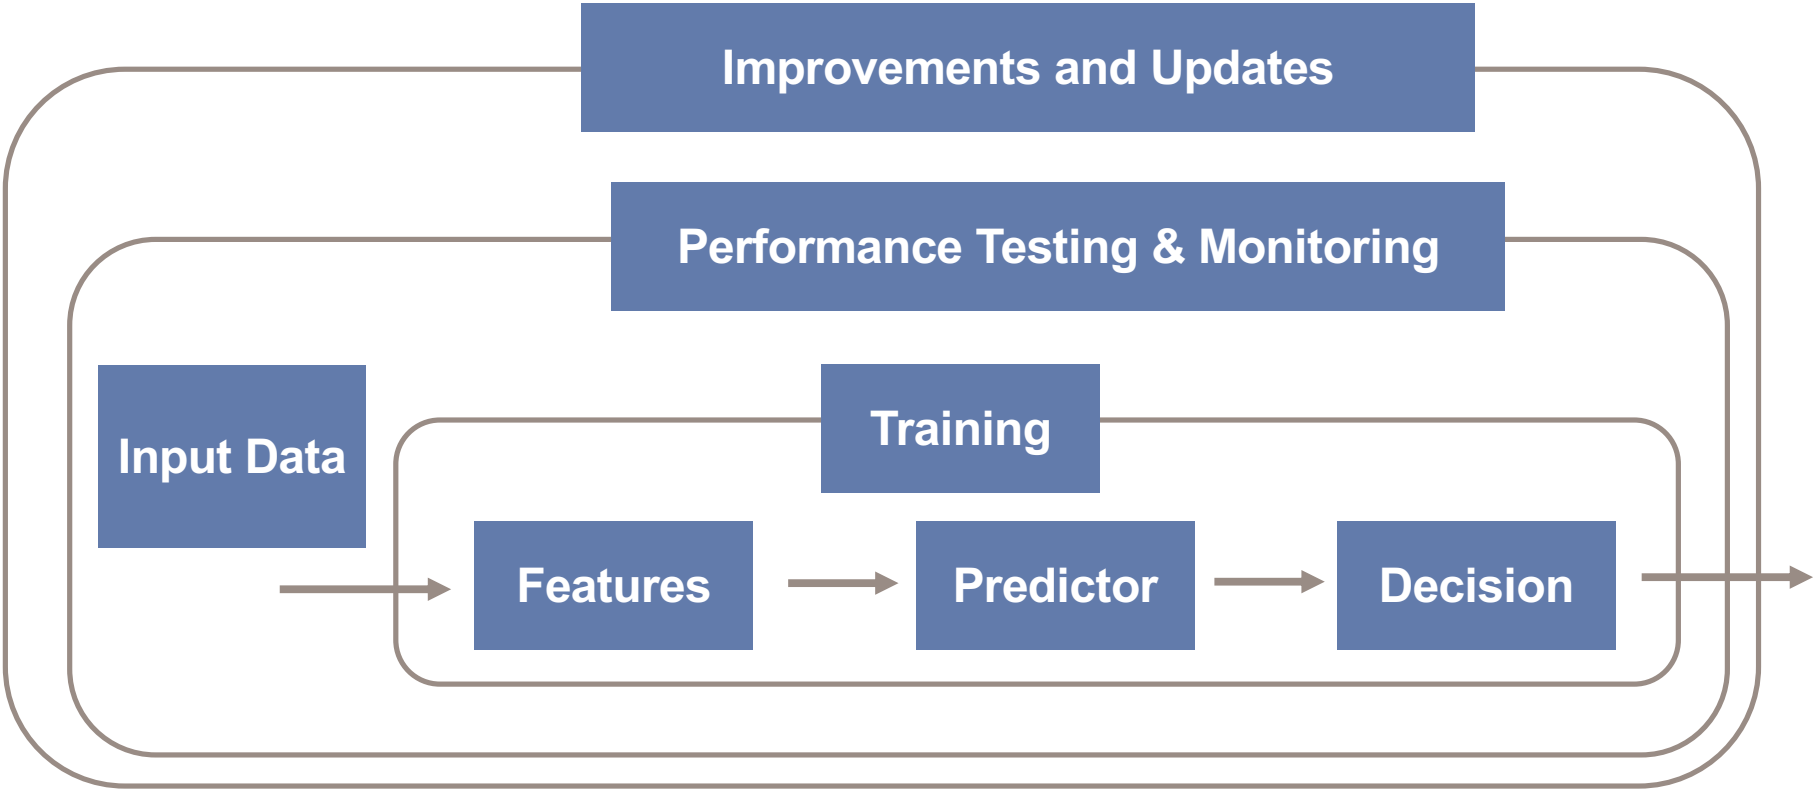 Improvements and Updates
Performance Testing & Monitoring
Input Data
Training
Features
Predictor
Decision